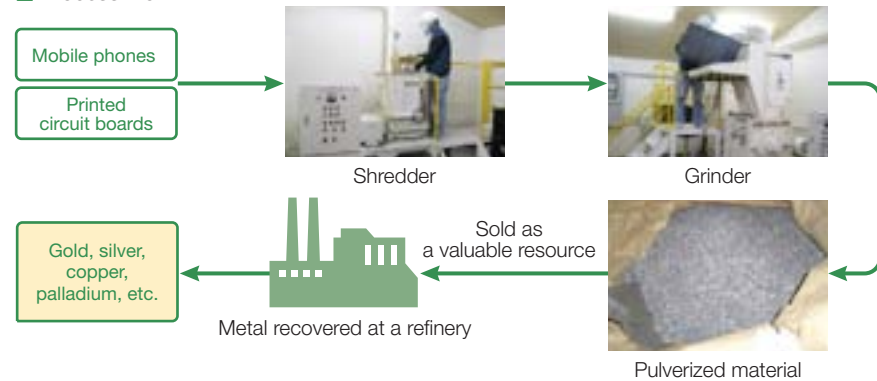 Mobile phones
Printed
circuit boards
Shredder
Grinder
Gold, silver,
copper,
palladium, etc.
Sold as
a valuable resource
Metal recovered at a refinery
Pulverized material